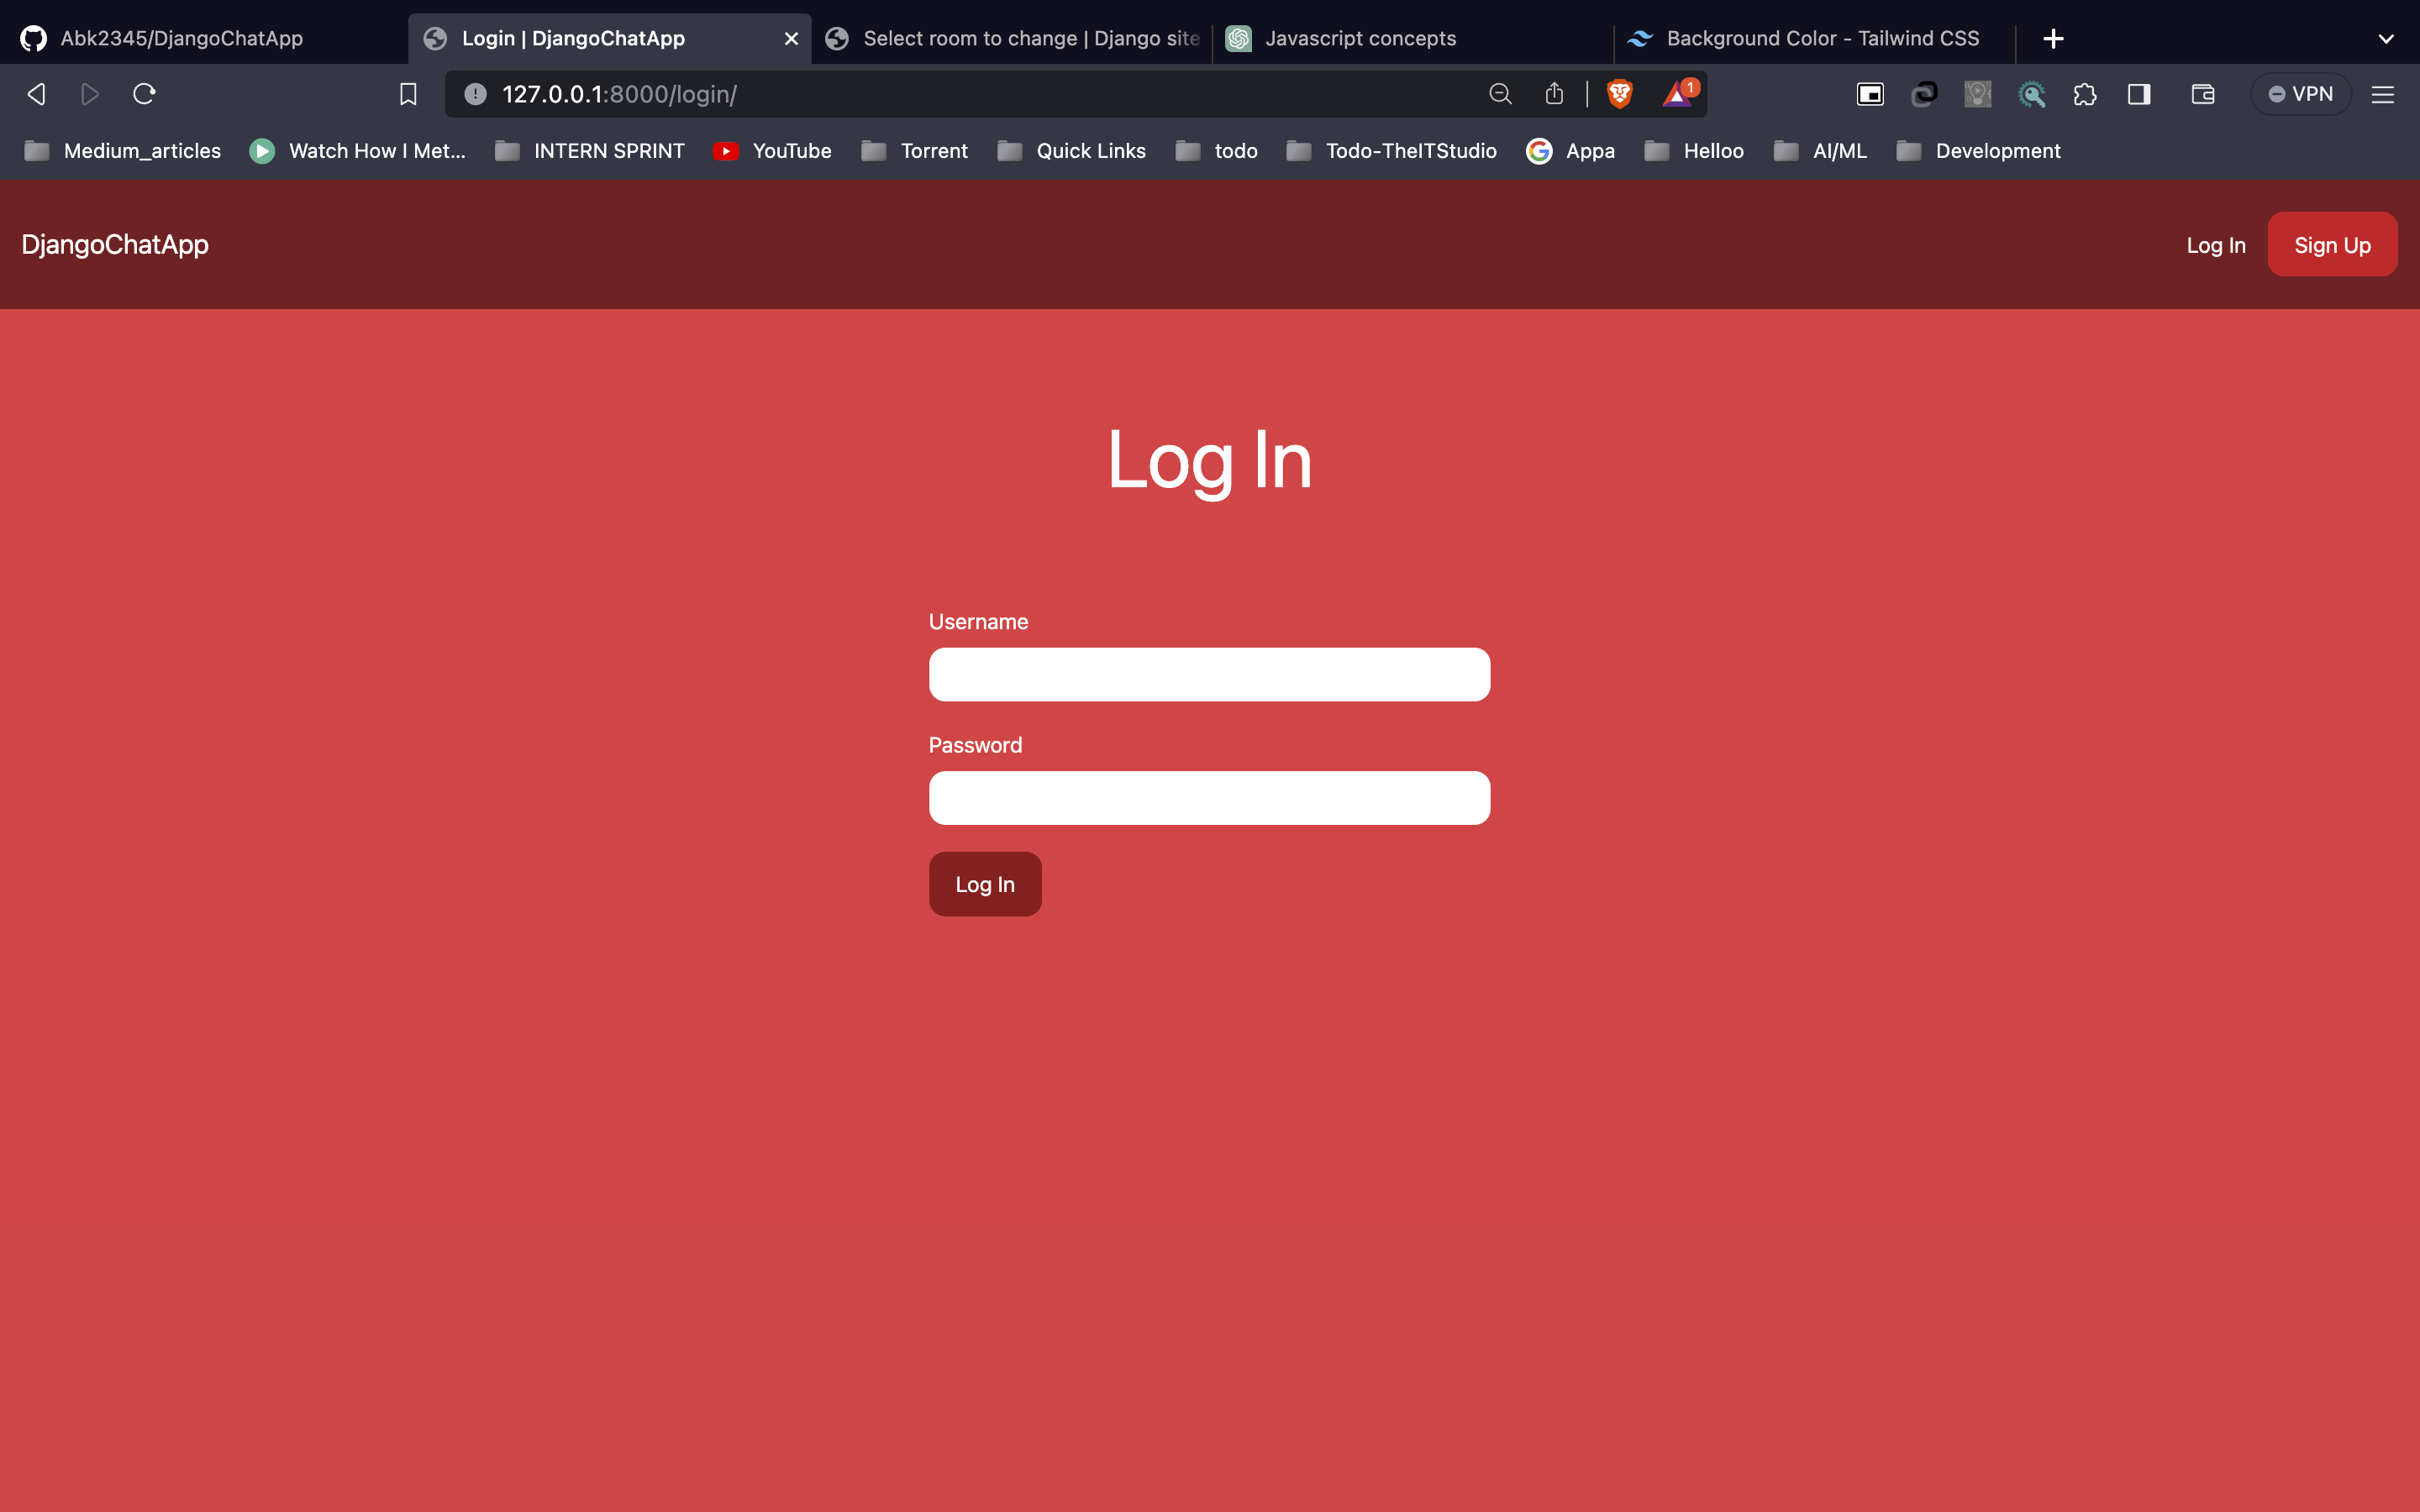 Abk2345/DjangoChatApp
Login | DjangoChatApp
Select room to change | Django site
Javascript concepts
Background Color - Tailwind CSS
127.0.0.1:8000/login/
1
VPN
Medium_articles
Watch How I Met...
INTERN SPRINT
YouTube
Torrent
Quick Links
todo
Todo-TheITStudio
Appa
Helloo
AI/ML
Development
DjangoChatApp
Log In
Sign Up
Log In
Username
Password
Log In